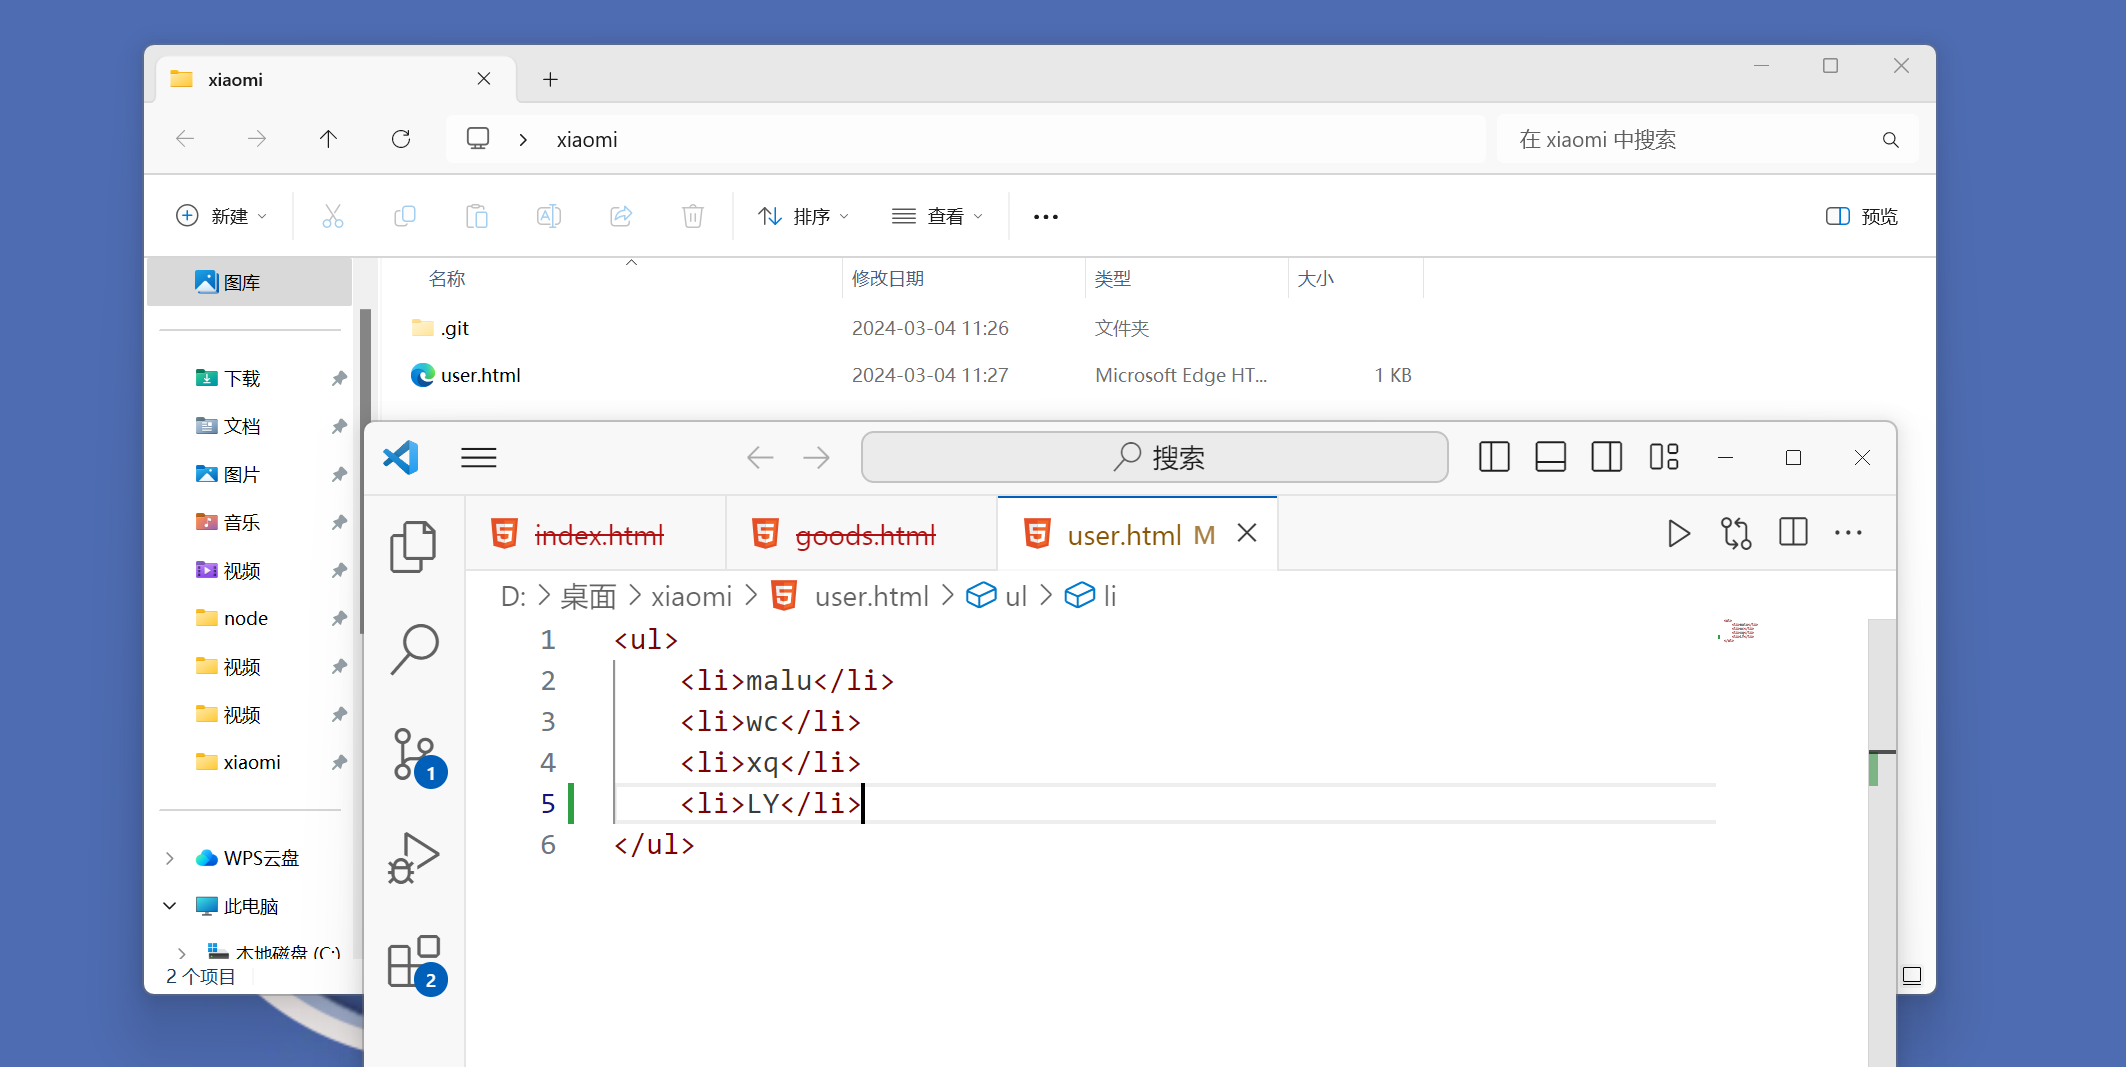 xiaomi
xiaomi
在 xiaomi 中搜索
新建
排序
查看
预览
图库
下载
文档
图片
音乐
视频
node
视频
视频
xiaomi
WPS云盘
此电脑
本地磁盘 (C:)
2 个项目
名称 修改日期 类型 大小
.git 2024-03-04 11:26 文件夹
user.html 2024-03-04 11:27 Microsoft Edge HT... 1 KB
搜索
index.html
goods.html
user.html M
D: > 桌面 > xiaomi > user.html > ul > li
1
2
1 <ul>
2 <li>malu</li>
3 <li>wc</li>
4 <li>xq</li>
5 <li>LY</li>
6 </ul>